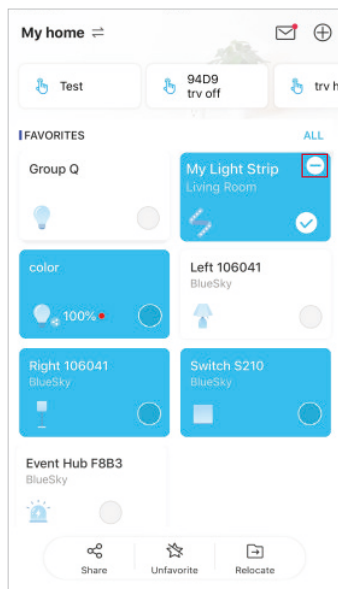 My home
Test
94D9
trv off
trv h
FAVORITES
ALL
Group Q
My Light Strip
Living Room
color
100%
Left 106041
BlueSky
Right 106041
BlueSky
Switch S210
BlueSky
Event Hub F8B3
BlueSky
Share
Unfavorite
Relocate